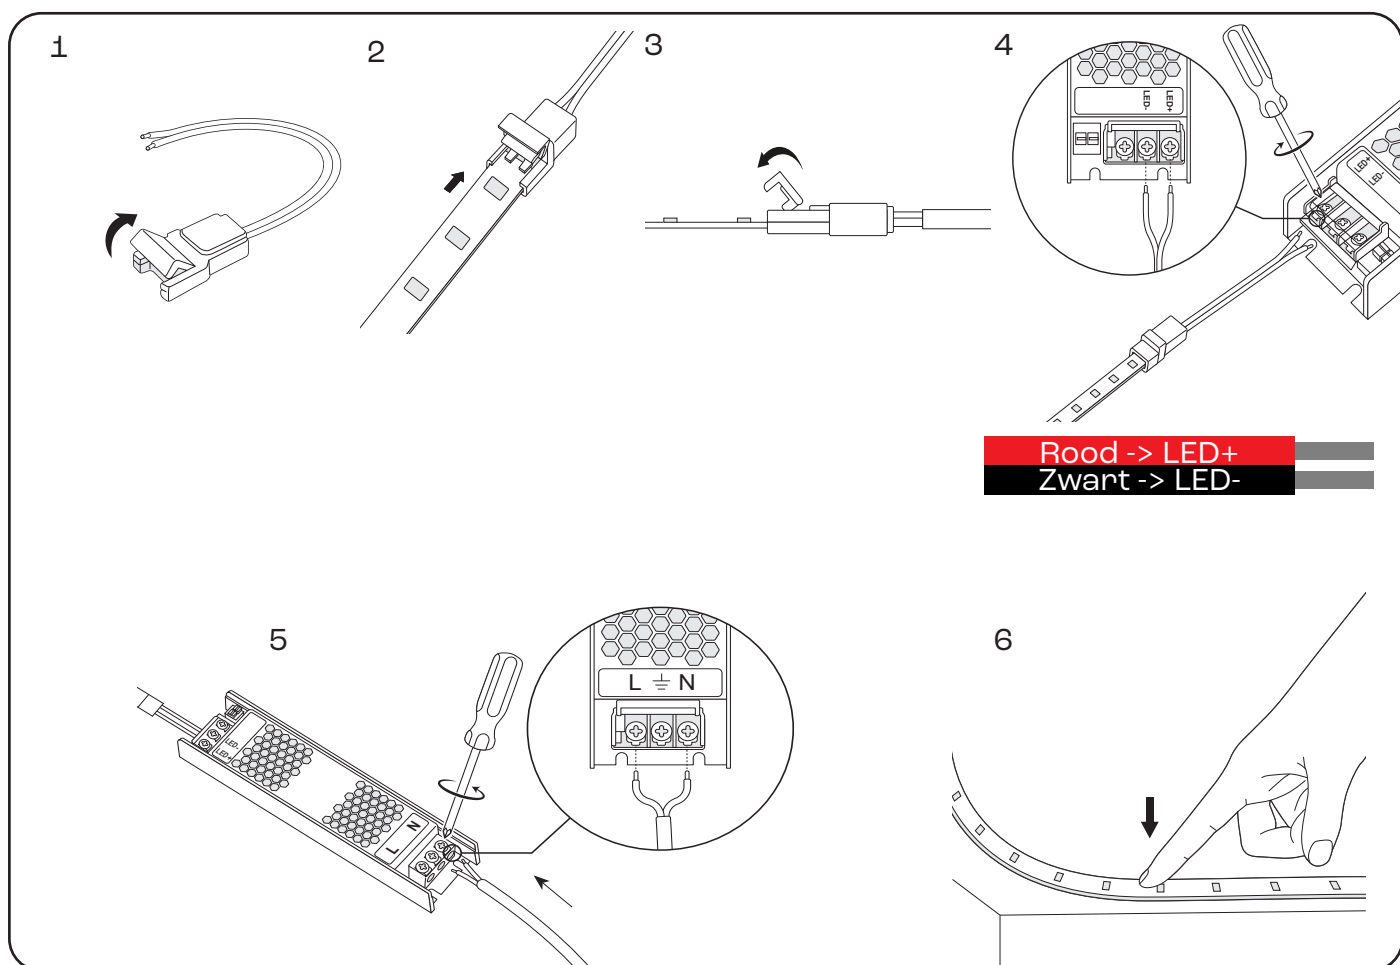 1
2
3
4
LED-
LED+
LED+
LED-
Rood -> LED+
Zwart -> LED-
5
L N
LED-
LED+
N
L
6